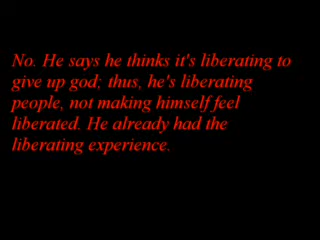 No. He says he thinks it's liberating to
give up god; thus, he's liberating
people, not making himself feel
liberated. He already had the
liberating experience.